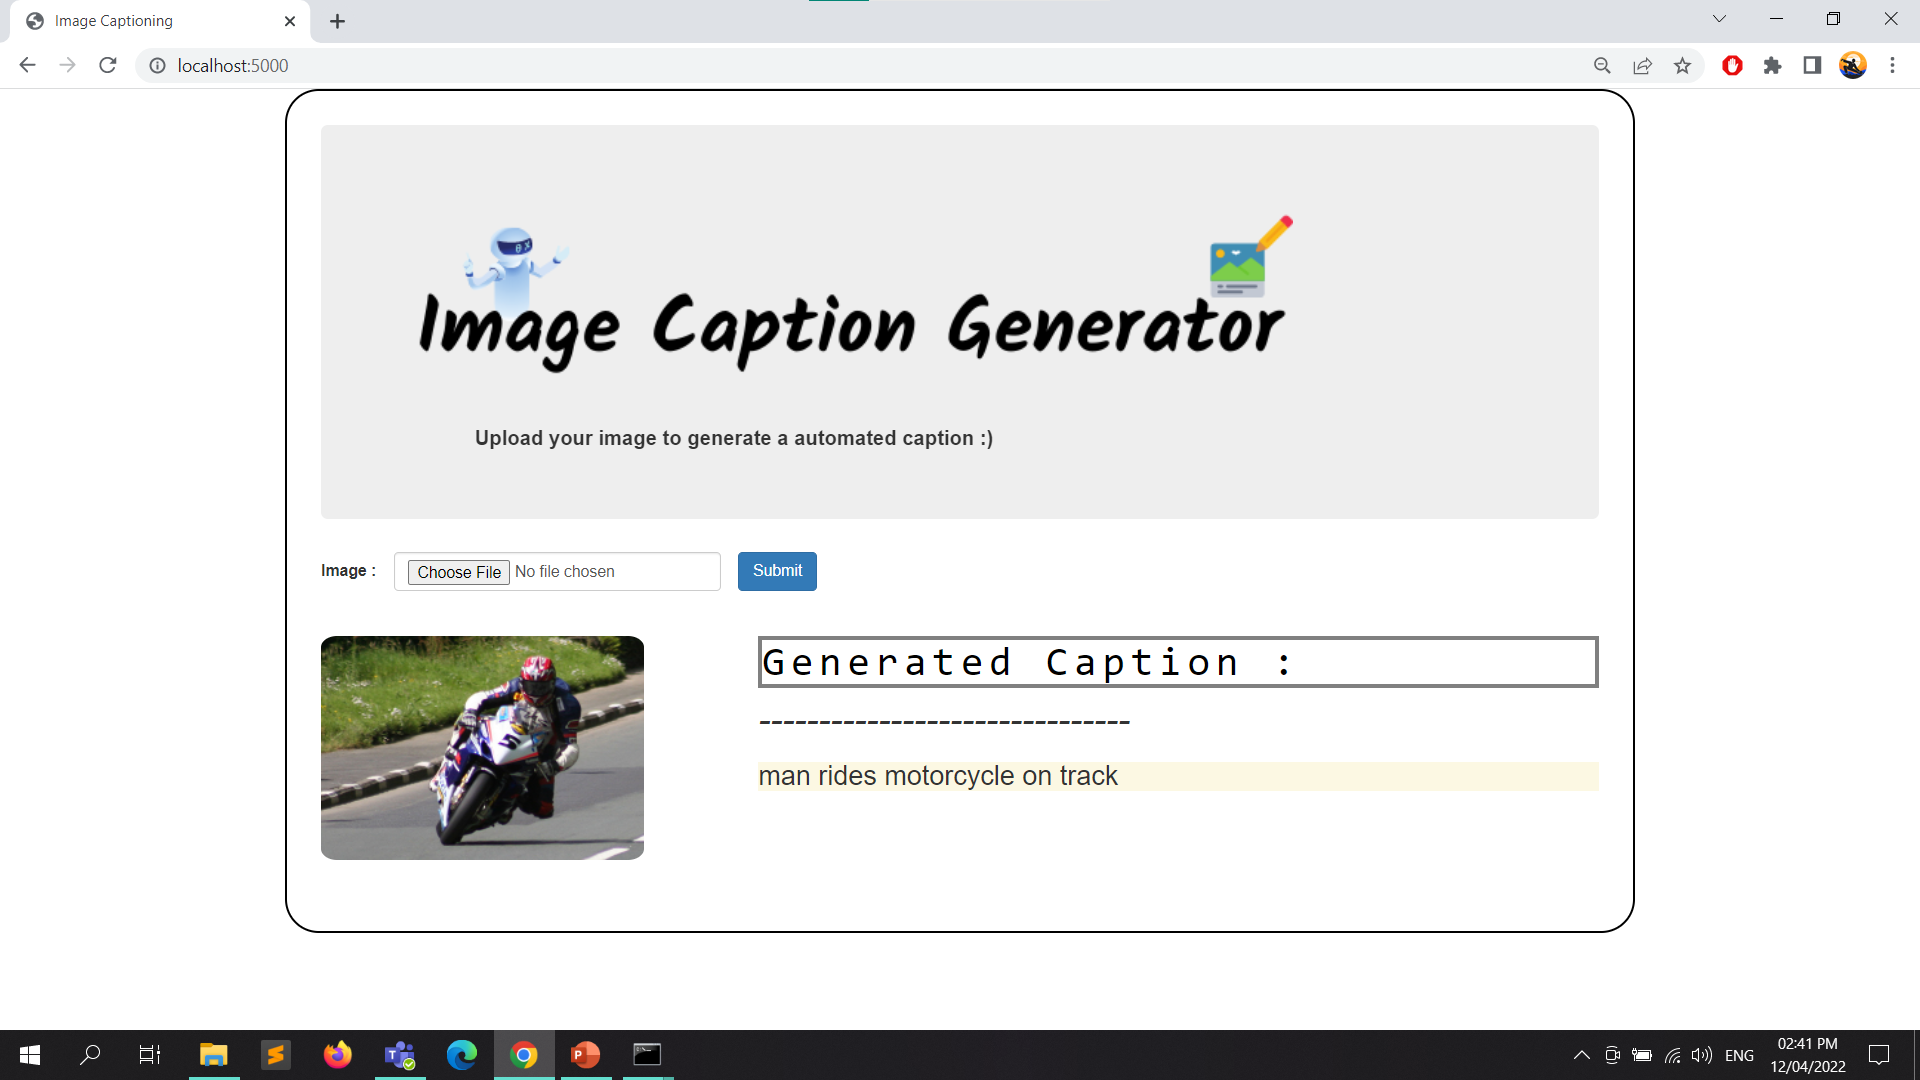 Image Captioning
localhost:5000
Image Caption Generator
Upload your image to generate a automated caption :)
Image :
Choose File No file chosen
Submit
Generated Caption :
-------------------------------
man rides motorcycle on track
5
ENG
02:41 PM
12/04/2022